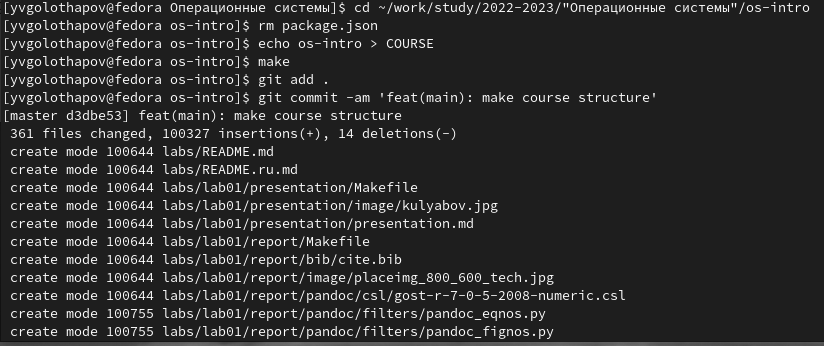 [yvgolothapov@fedora Операционные системы]$ cd ~/work/study/2022-2023/"Операционные системы"/os-intro
[yvgolothapov@fedora os-intro]$ rm package.json
[yvgolothapov@fedora os-intro]$ echo os-intro > COURSE
[yvgolothapov@fedora os-intro]$ make
[yvgolothapov@fedora os-intro]$ git add .
[yvgolothapov@fedora os-intro]$ git commit -am 'feat(main): make course structure'
[master d3dbe53] feat(main): make course structure
 361 files changed, 100327 insertions(+), 14 deletions(-)
 create mode 100644 labs/README.md
 create mode 100644 labs/README.ru.md
 create mode 100644 labs/lab01/presentation/Makefile
 create mode 100644 labs/lab01/presentation/image/kulyabov.jpg
 create mode 100644 labs/lab01/presentation/presentation.md
 create mode 100644 labs/lab01/report/Makefile
 create mode 100644 labs/lab01/report/bib/cite.bib
 create mode 100644 labs/lab01/report/image/placeimg_800_600_tech.jpg
 create mode 100644 labs/lab01/report/pandoc/csl/gost-r-7-0-5-2008-numeric.csl
 create mode 100755 labs/lab01/report/pandoc/filters/pandoc_eqnos.py
 create mode 100755 labs/lab01/report/pandoc/filters/pandoc_fignos.py